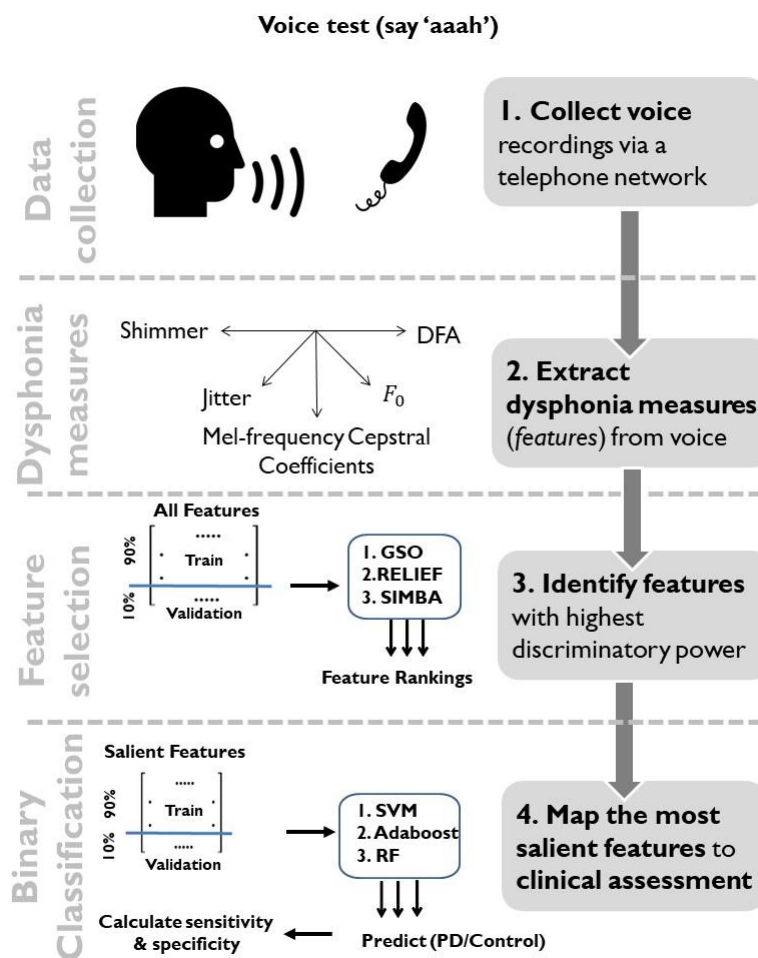 Voice test (say 'aaah')
Data
collection
1. Collect voice
recordings via a
telephone network
Dysphonia
measures
Shimmer
DFA
Jitter
F₀
Mel-frequency Cepstral
Coefficients
2. Extract
dysphonia measures
(features) from voice
Feature
selection
All Features
90%
Train
10%
Validation
1. GSO
2.RELIEF
3. SIMBA
Feature Rankings
3. Identify features
with highest
discriminatory power
Binary
Classification
Salient Features
90%
Train
10%
Validation
1. SVM
2. Adaboost
3. RF
Calculate sensitivity
& specificity
Predict (PD/Control)
4. Map the most
salient features to
clinical assessment